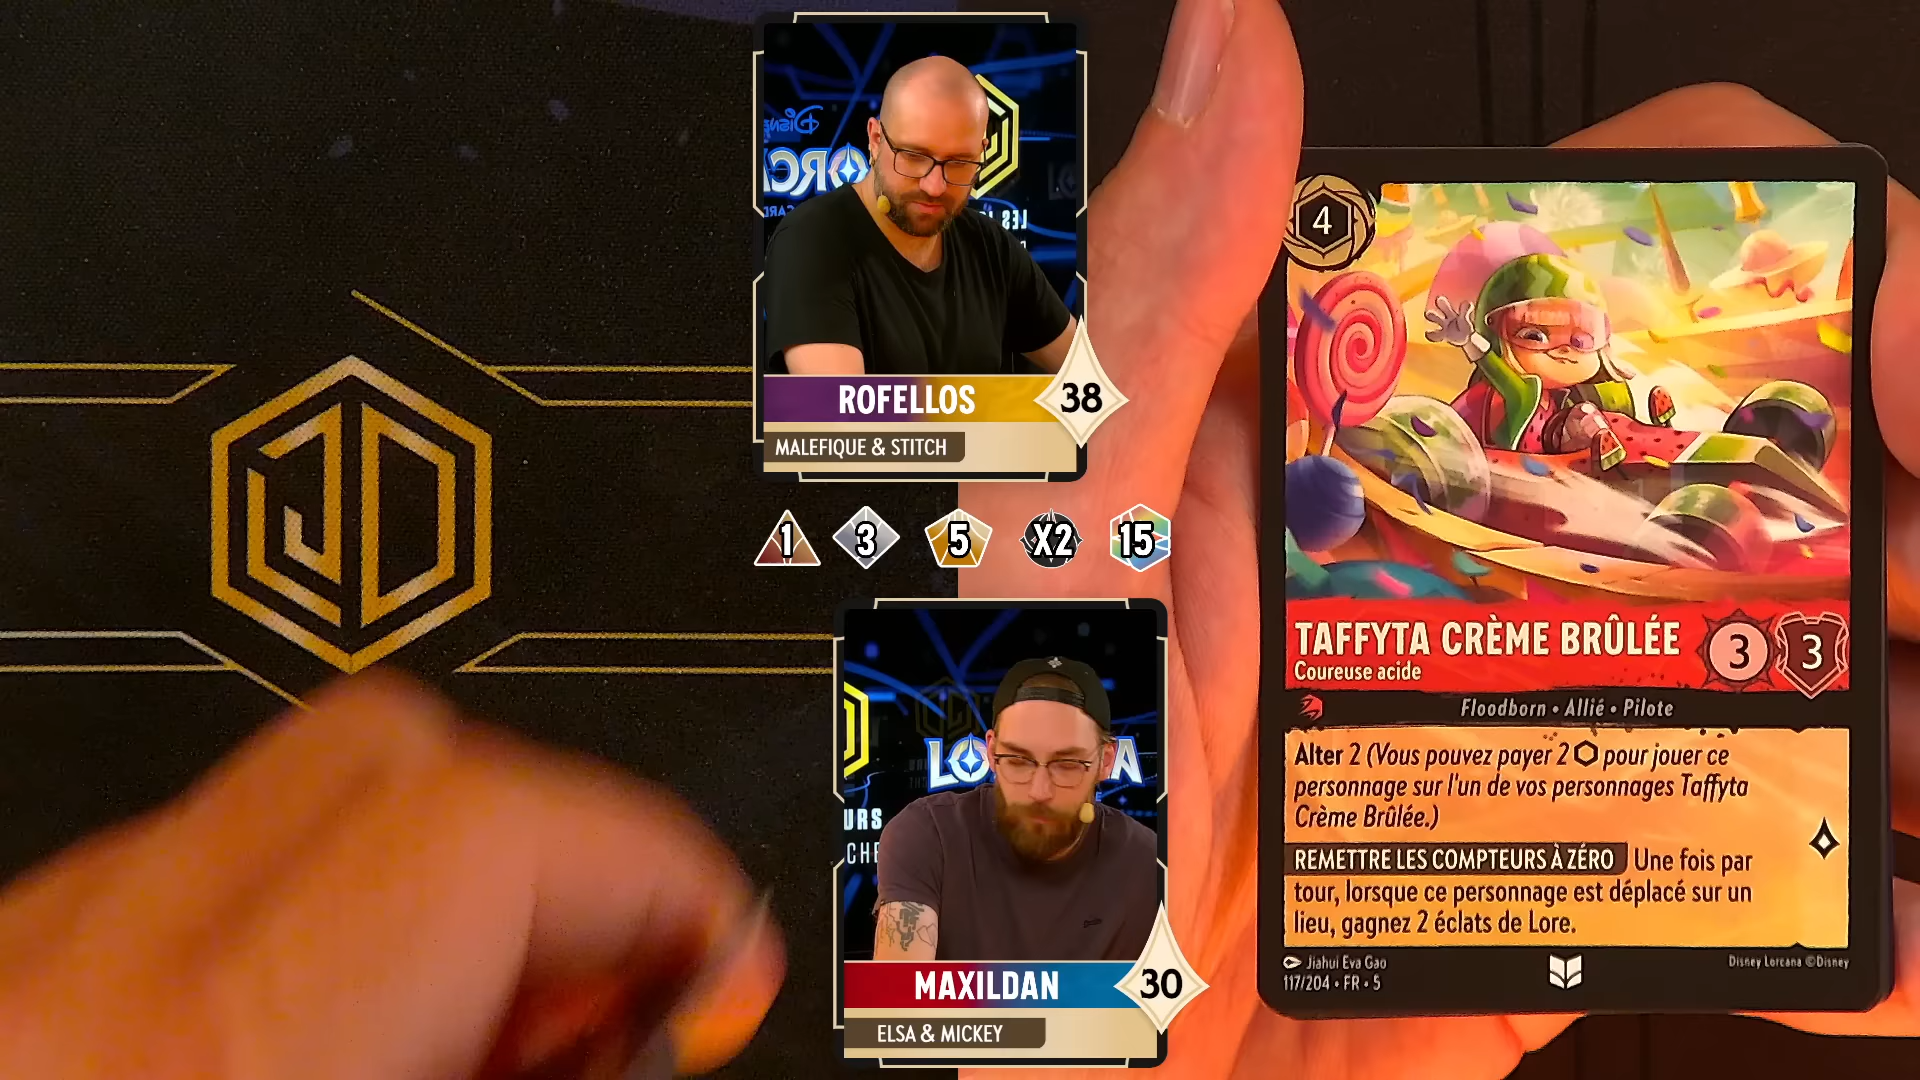 ROFELLOS
38
MALEFIQUE & STITCH
1
3
5
X2
15
LES
URS
CHE
MAXILDAN
30
ELSA & MICKEY
4
TAFFYTA CRÈME BRÛLÉE
3
3
Coureuse acide
Floodborn • Allié • Pilote
Alter 2 (Vous pouvez payer 2 pour jouer ce
personnage sur l'un de vos personnages Taffyta
Crème Brûlée.)
REMETTRE LES COMPTEURS À ZÉRO Une fois par
tour, lorsque ce personnage est déplacé sur un
lieu, gagnez 2 éclats de Lore.
Jiahui Eva Gao
Disney Lorcana ©Disney
117/204 • FR • 5